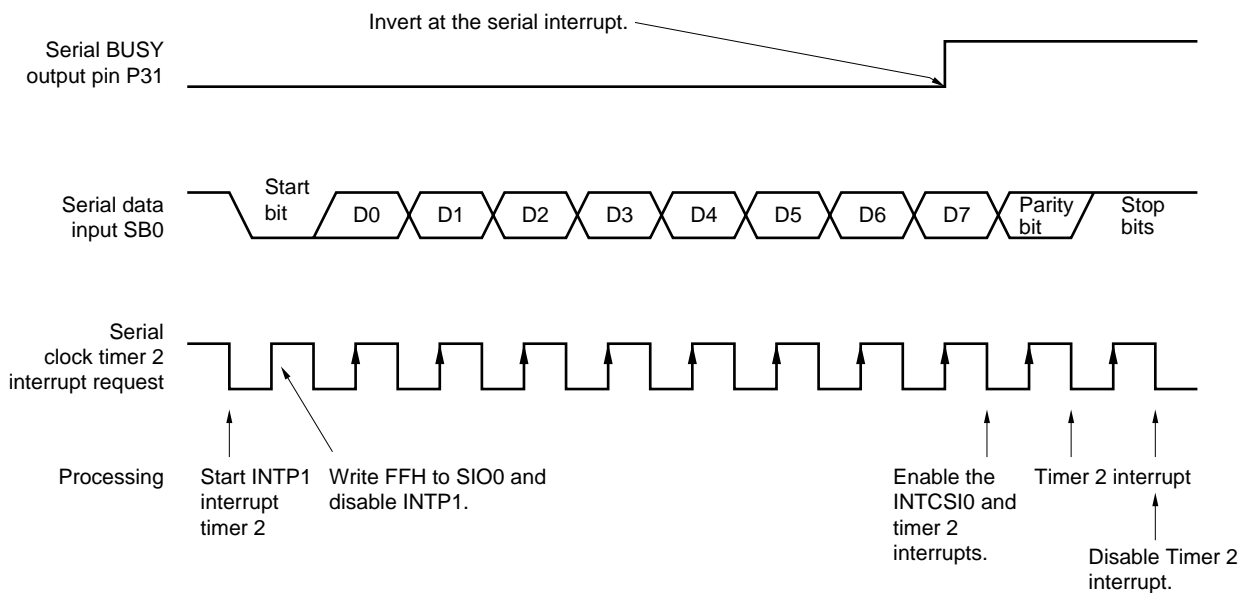 Invert at the serial interrupt.
Serial BUSY
output pin P31
Serial data
input SB0
Start
bit
D0
D1
D2
D3
D4
D5
D6
D7
Parity
bit
Stop
bits
Serial
clock timer 2
interrupt request
Processing
Start INTP1
interrupt
timer 2
Write FFH to SIO0 and
disable INTP1.
Enable the
INTCSI0 and
timer 2
interrupts.
Timer 2 interrupt
Disable Timer 2
interrupt.